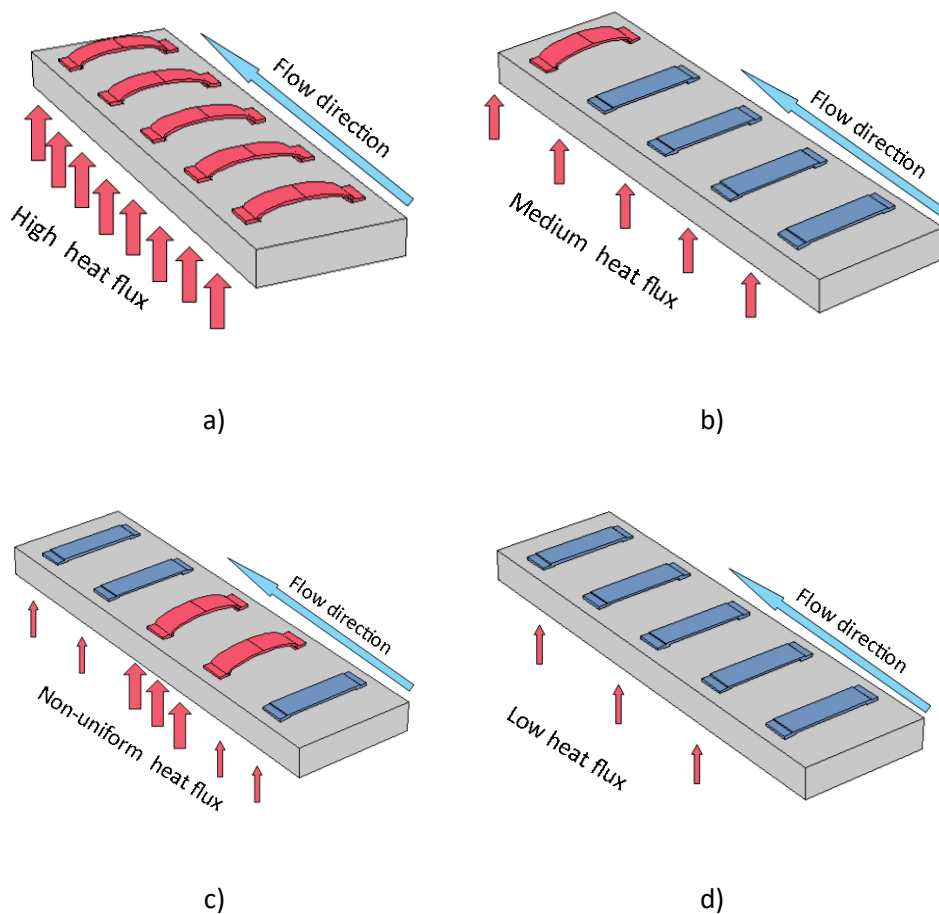 Flow direction
High heat flux
a)
Flow direction
Medium heat flux
b)
Flow direction
Non-uniform heat flux
c)
Flow direction
Low heat flux
d)